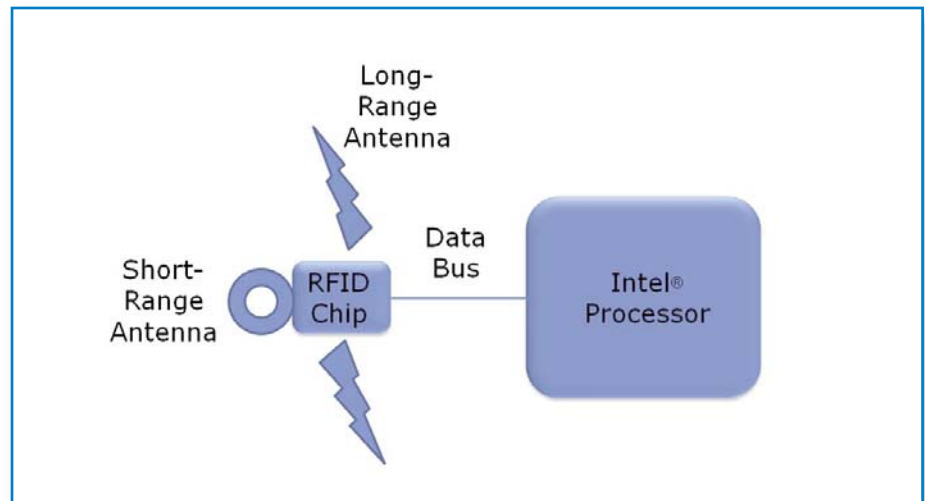 Long-
Range
Antenna
Short-
Range
Antenna
RFID
Chip
Data
Bus
Intel®
Processor